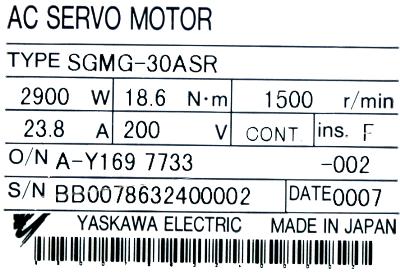 AC SERVO MOTOR
TYPE SGMG-30ASR
2900 W 18.6 N·m 1500 r/min
23.8 A 200 V CONT ins. F
O/N A-Y169 7733 -002
S/N BB0078632400002 DATE 0007
YASKAWA ELECTRIC MADE IN JAPAN